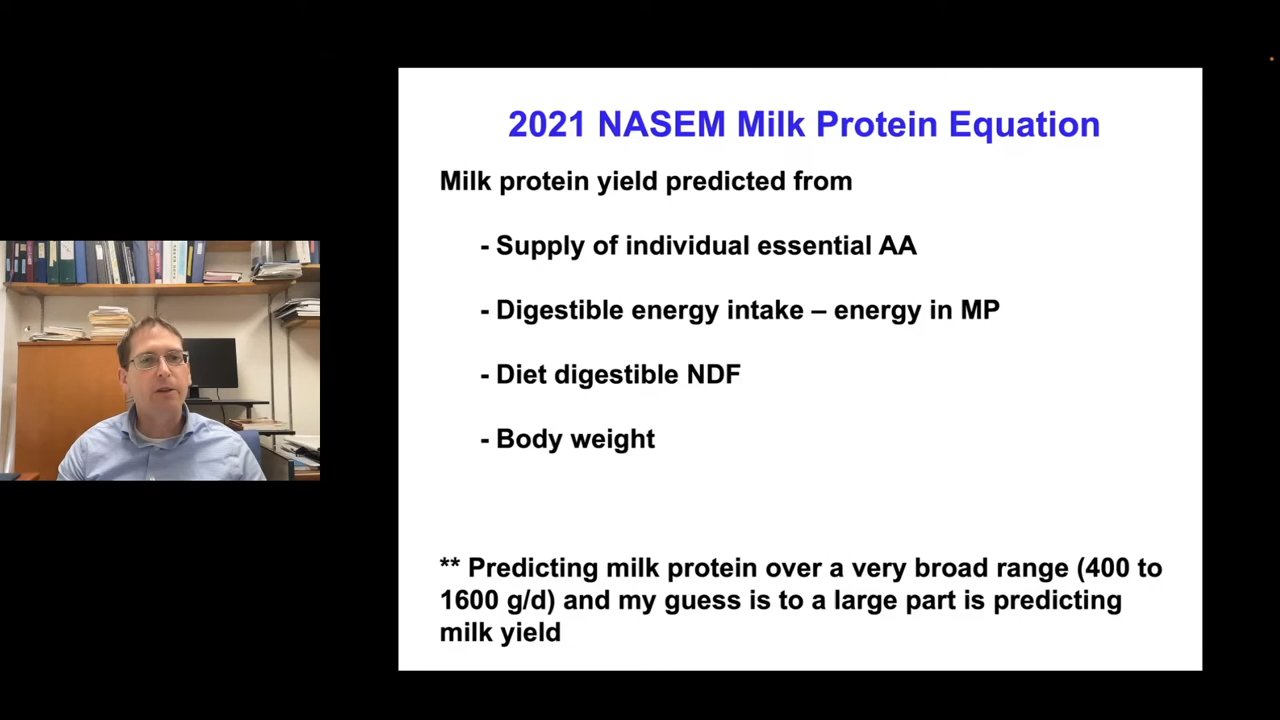 2021 NASEM Milk Protein Equation
Milk protein yield predicted from
- Supply of individual essential AA
- Digestible energy intake – energy in MP
- Diet digestible NDF
- Body weight
** Predicting milk protein over a very broad range (400 to
1600 g/d) and my guess is to a large part is predicting
milk yield